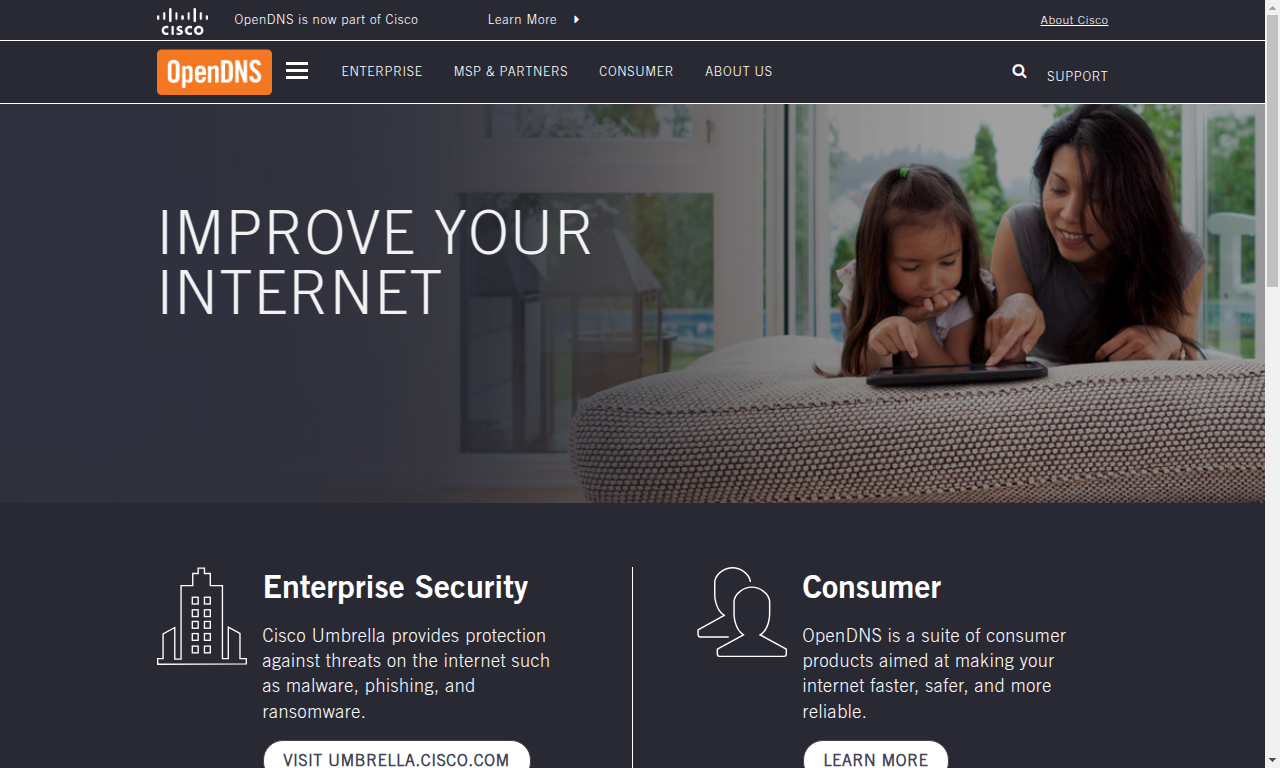 CISCO
OpenDNS is now part of Cisco
Learn More
About Cisco
OpenDNS
ENTERPRISE
MSP & PARTNERS
CONSUMER
ABOUT US
SUPPORT
IMPROVE YOUR
INTERNET
Enterprise Security
Cisco Umbrella provides protection
against threats on the internet such
as malware, phishing, and
ransomware.
VISIT UMBRELLA.CISCO.COM
Consumer
OpenDNS is a suite of consumer
products aimed at making your
internet faster, safer, and more
reliable.
LEARN MORE